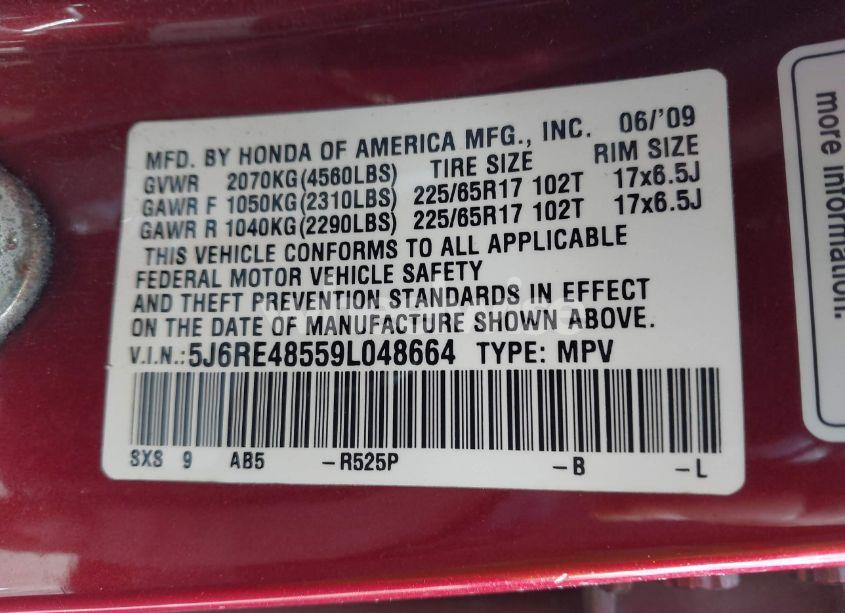 MFD. BY HONDA OF AMERICA MFG., INC. 06/'09
GVWR 2070KG(4560LBS) TIRE SIZE RIM SIZE
GAWR F 1050KG(2310LBS) 225/65R17 102T 17x6.5J
GAWR R 1040KG(2290LBS) 225/65R17 102T 17x6.5J
THIS VEHICLE CONFORMS TO ALL APPLICABLE
FEDERAL MOTOR VEHICLE SAFETY
AND THEFT PREVENTION STANDARDS IN EFFECT
ON THE DATE OF MANUFACTURE SHOWN ABOVE.
V.I.N.: 5J6RE48559L048664 TYPE: MPV
SXS 9 AB5 -R525P -B -L
more information.